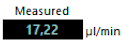 Measured
17,22 µl/min